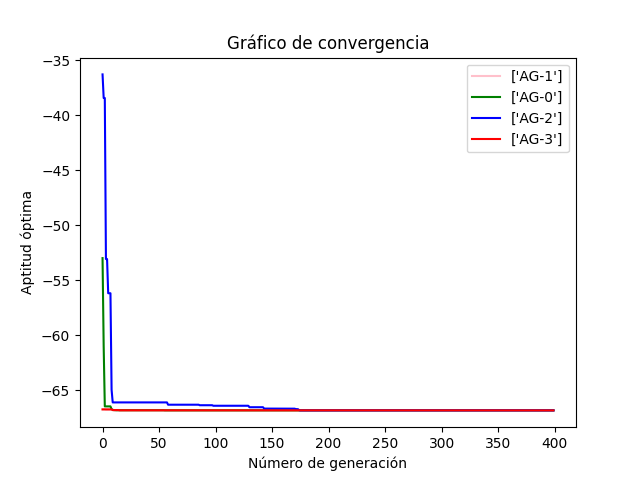 Gráfico de convergencia
['AG-1']
['AG-0']
['AG-2']
['AG-3']
Aptitud óptima
−35
−40
−45
−50
−55
−60
−65
0 50 100 150 200 250 300 350 400
Número de generación